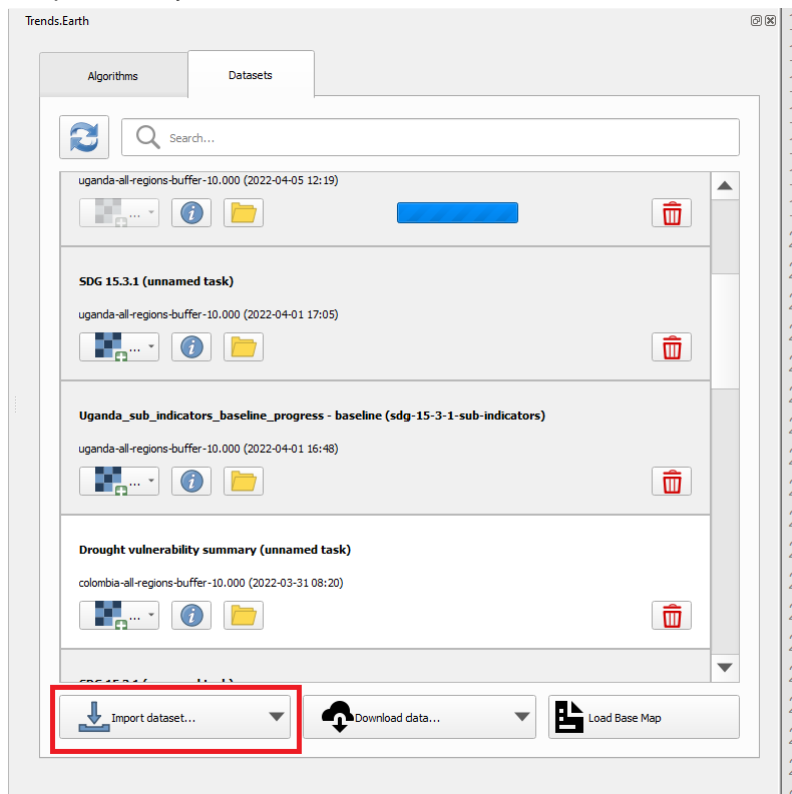 Trends.Earth
Algorithms
Datasets
Search...
uganda-all-regions-buffer-10.000 (2022-04-05 12:19)
...
SDG 15.3.1 (unnamed task)
uganda-all-regions-buffer-10.000 (2022-04-01 17:05)
...
Uganda_sub_indicators_baseline_progress - baseline (sdg-15-3-1-sub-indicators)
uganda-all-regions-buffer-10.000 (2022-04-01 16:48)
...
Drought vulnerability summary (unnamed task)
colombia-all-regions-buffer-10.000 (2022-03-31 08:20)
...
Import dataset...
Download data...
Load Base Map